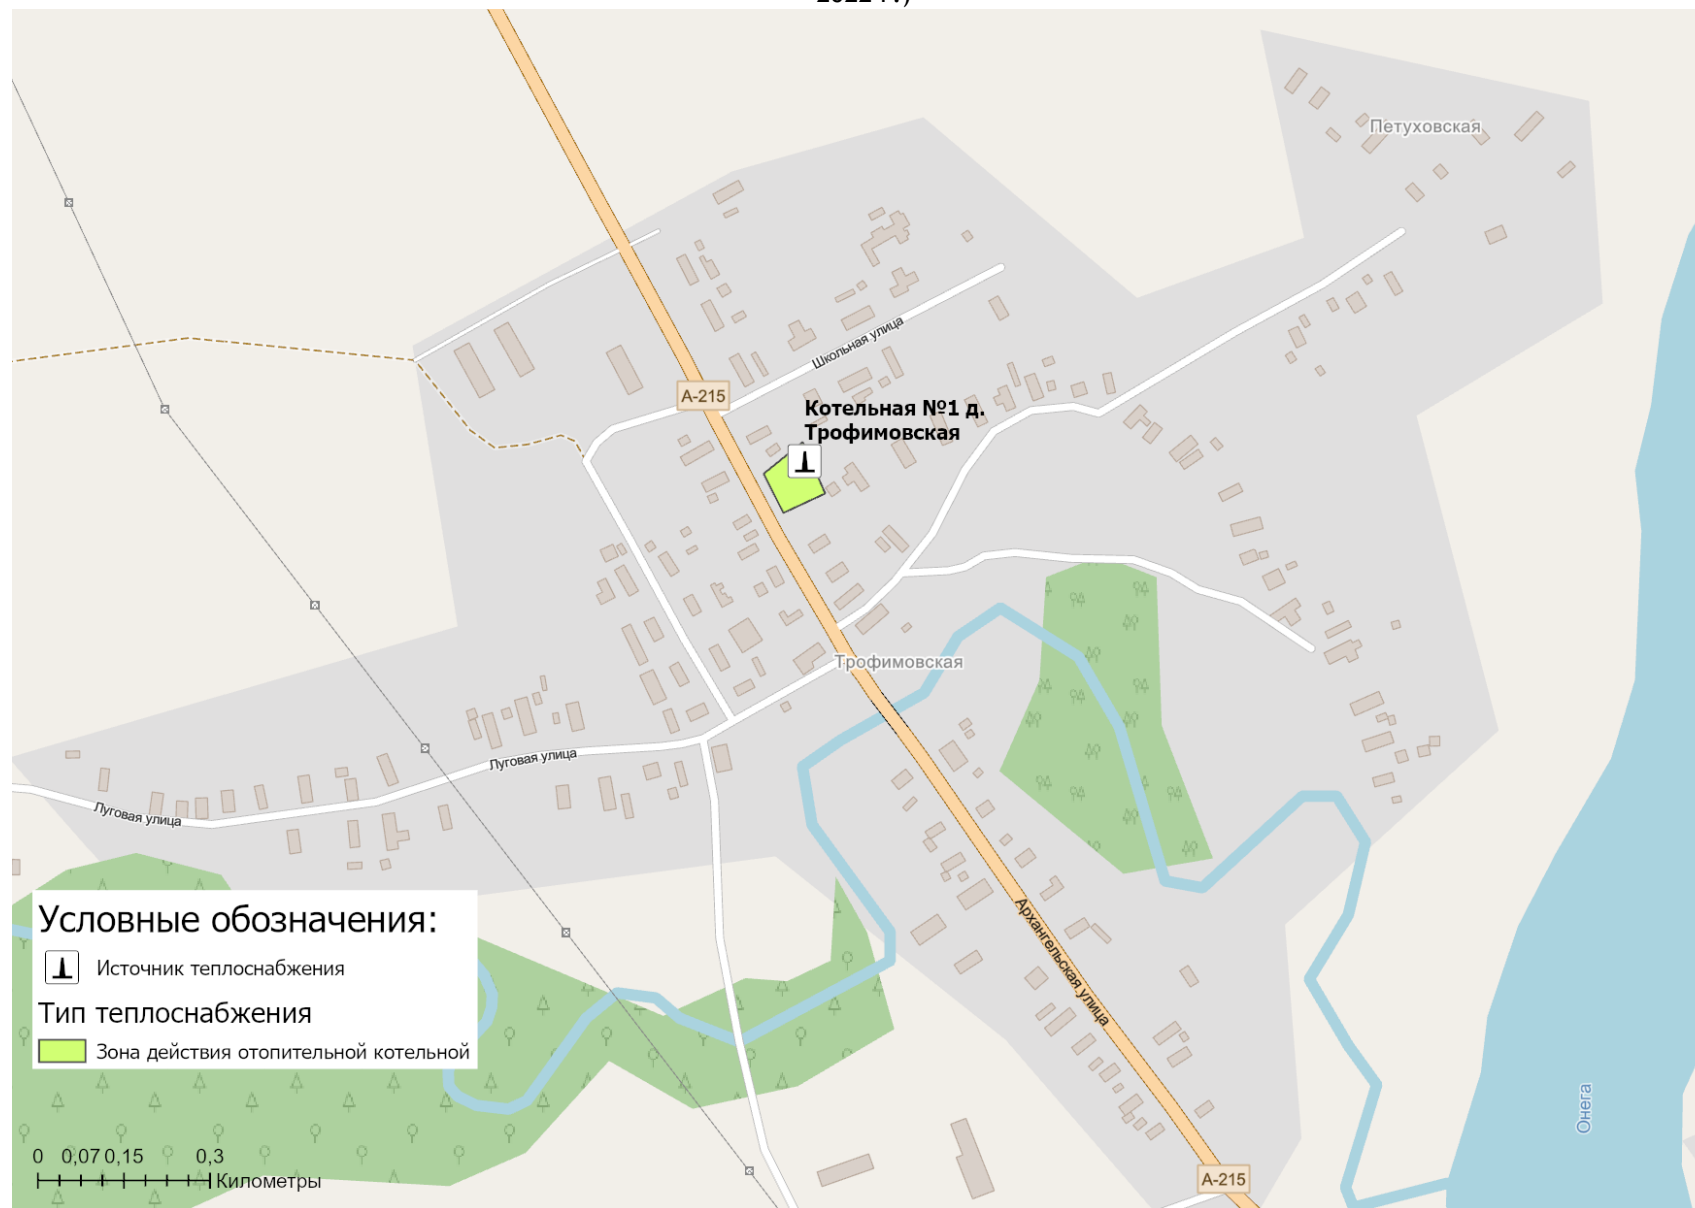 Петуховская
Школьная улица
А-215
Котельная №1 д.
Трофимовская
Трофимовская
Луговая улица
Луговая улица
Архангельская улица
Условные обозначения:
Источник теплоснабжения
Тип теплоснабжения
Зона действия отопительной котельной
Онега
0 0,07 0,15 0,3
Километры
А-215